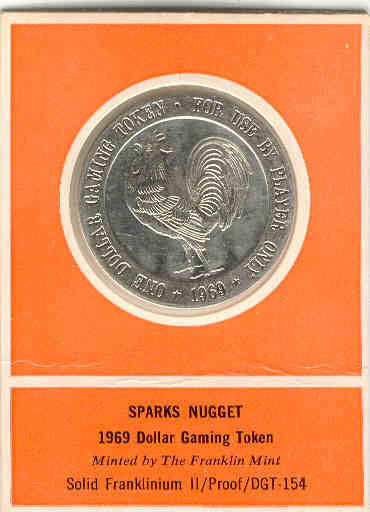 ONE DOLLAR GAMING TOKEN • FOR USE BY PLAYER ONLY
★ 1969 ★
SPARKS NUGGET
1969 Dollar Gaming Token
Minted by The Franklin Mint
Solid Franklinium II/Proof/DGT-154